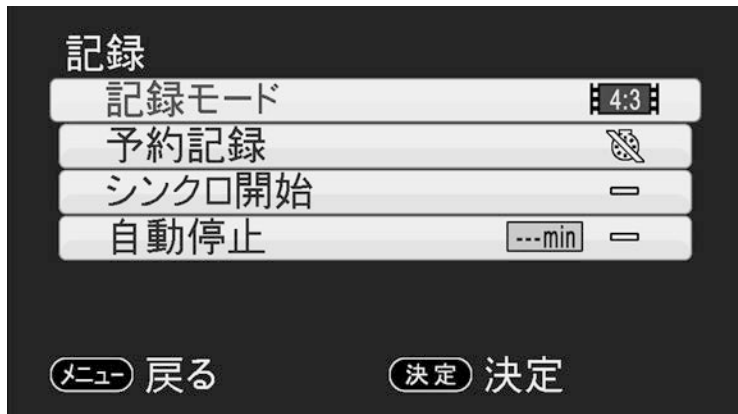 記録
記録モード 4:3
予約記録
シンクロ開始
自動停止 ---min
メニュー 戻る 決定 決定